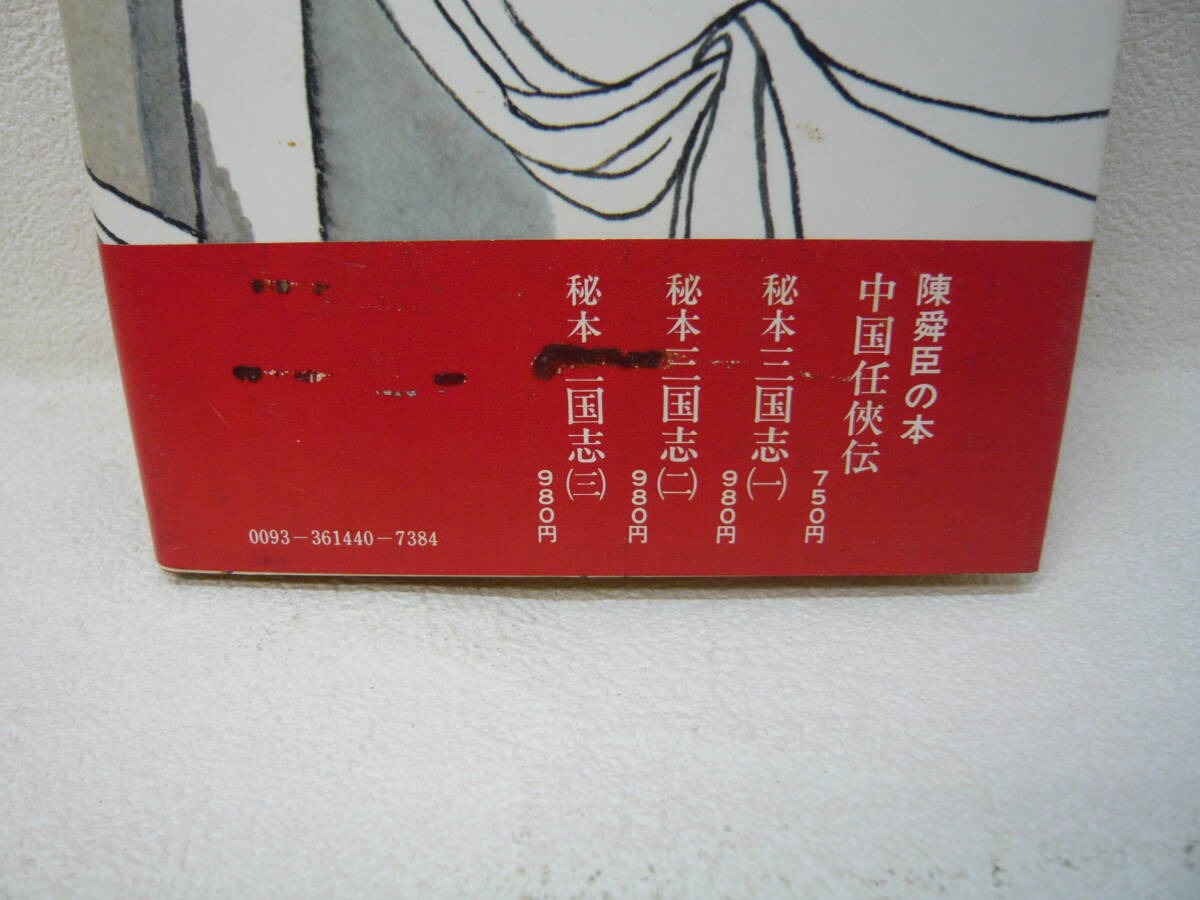 陳舜臣の本
中国任俠伝
750円
秘本三国志(一)
980円
秘本三国志(二)
980円
秘本三国志(三)
980円
0093-361440-7384